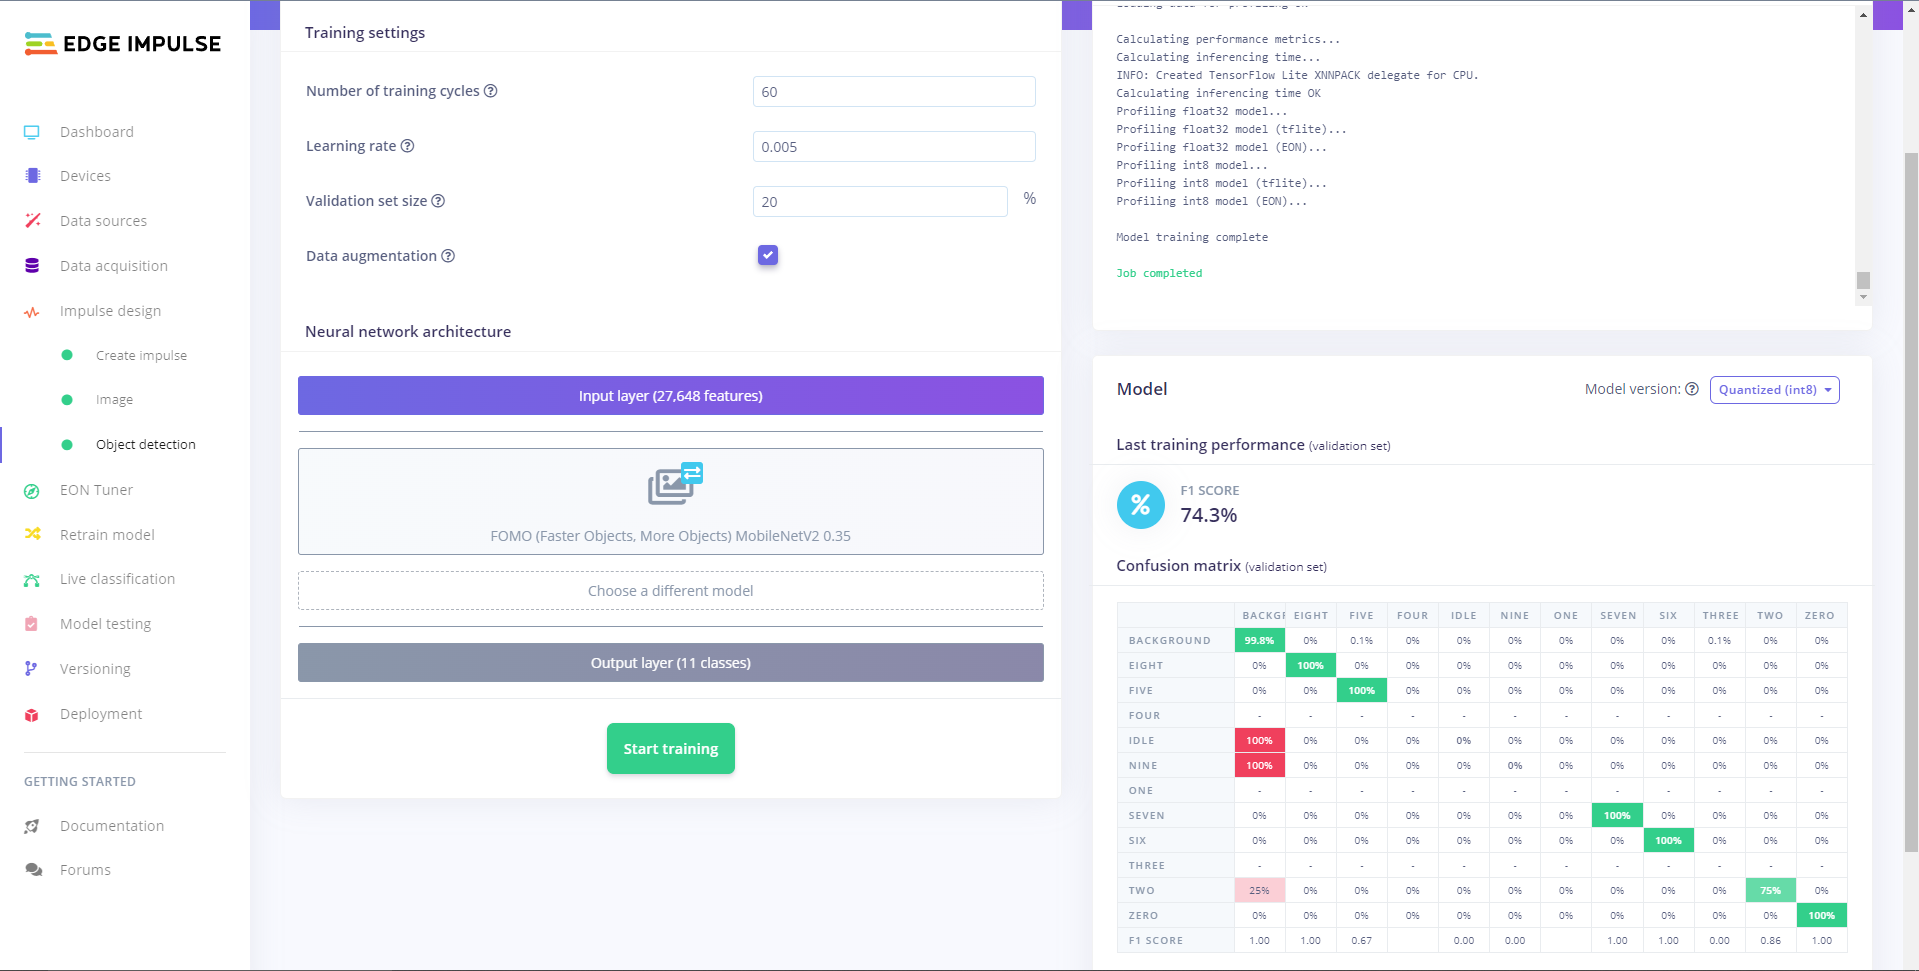 EDGE IMPULSE
Dashboard
Devices
Data sources
Data acquisition
Impulse design
Create impulse
Image
Object detection
EON Tuner
Retrain model
Live classification
Model testing
Versioning
Deployment
GETTING STARTED
Documentation
Forums
Training settings
Number of training cycles ?
60
Learning rate ?
0.005
Validation set size ?
20 %
Data augmentation ?
Neural network architecture
Input layer (27,648 features)
FOMO (Faster Objects, More Objects) MobileNetV2 0.35
Choose a different model
Output layer (11 classes)
Start training
Calculating performance metrics...
Calculating inferencing time...
INFO: Created TensorFlow Lite XNNPACK delegate for CPU.
Calculating inferencing time OK
Profiling float32 model...
Profiling float32 model (tflite)...
Profiling float32 model (EON)...
Profiling int8 model...
Profiling int8 model (tflite)...
Profiling int8 model (EON)...
Model training complete
Job completed
Model
Model version: ? Quantized (int8)
Last training performance (validation set)
%
F1 SCORE
74.3%
Confusion matrix (validation set)
BACKGR EIGHT FIVE FOUR IDLE NINE ONE SEVEN SIX THREE TWO ZERO
BACKGROUND 99.8% 0% 0.1% 0% 0% 0% 0% 0% 0% 0.1% 0% 0%
EIGHT 0% 100% 0% 0% 0% 0% 0% 0% 0% 0% 0% 0%
FIVE 0% 0% 100% 0% 0% 0% 0% 0% 0% 0% 0% 0%
FOUR - - - - - - - - - - - -
IDLE 100% 0% 0% 0% 0% 0% 0% 0% 0% 0% 0% 0%
NINE 100% 0% 0% 0% 0% 0% 0% 0% 0% 0% 0% 0%
ONE - - - - - - - - - - - -
SEVEN 0% 0% 0% 0% 0% 0% 0% 100% 0% 0% 0% 0%
SIX 0% 0% 0% 0% 0% 0% 0% 0% 100% 0% 0% 0%
THREE - - - - - - - - - - - -
TWO 25% 0% 0% 0% 0% 0% 0% 0% 0% 0% 75% 0%
ZERO 0% 0% 0% 0% 0% 0% 0% 0% 0% 0% 0% 100%
F1 SCORE 1.00 1.00 0.67 0.00 0.00 1.00 1.00 0.00 0.86 1.00